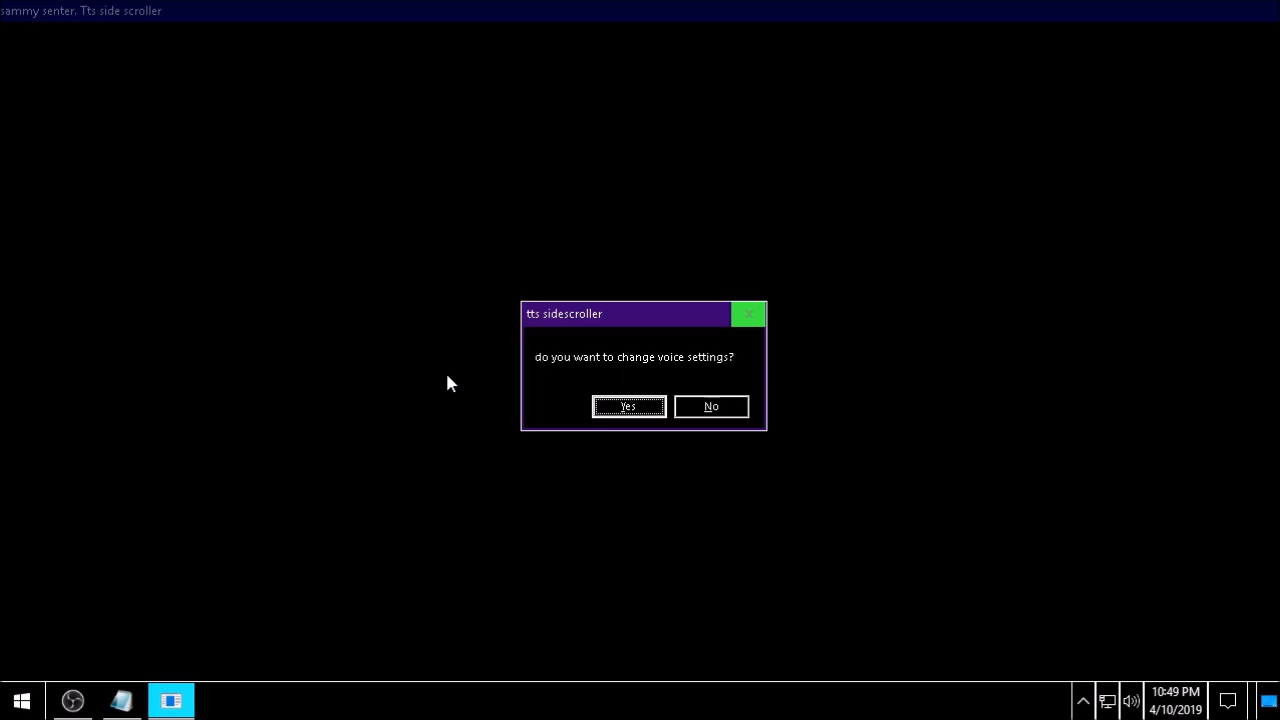 sammy senter. Tts side scroller
tts sidescroller
do you want to change voice settings?
Yes
No
10:49 PM
4/10/2019